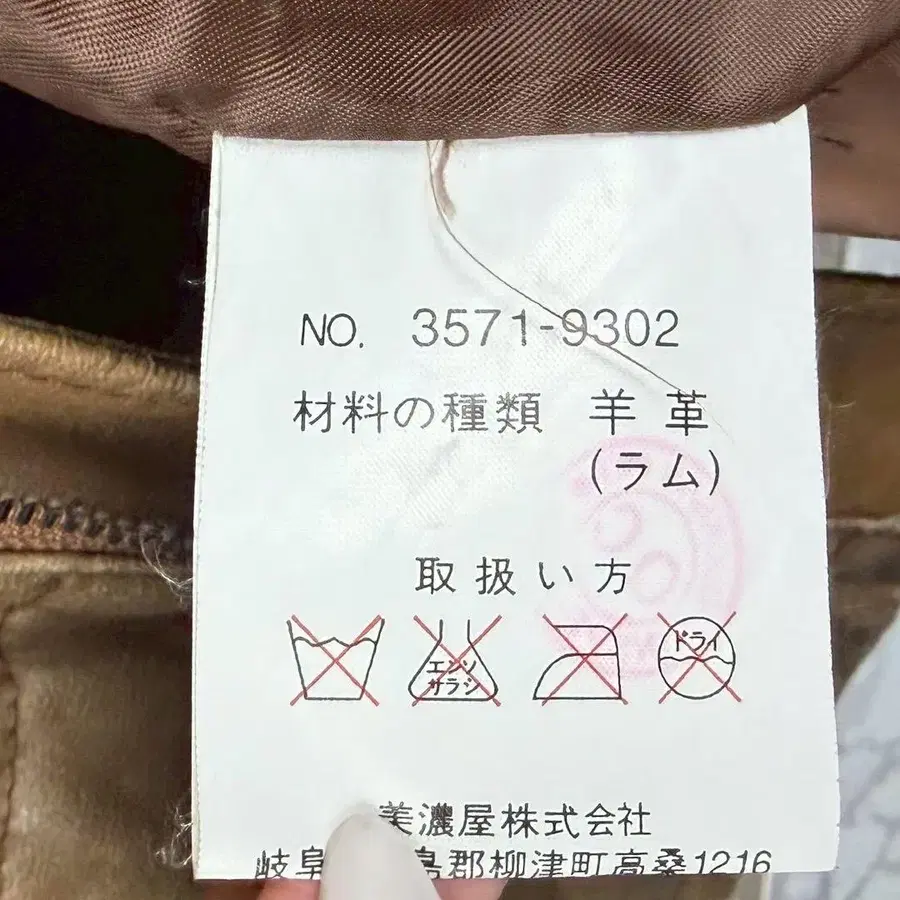 NO. 3571-9302
材料の種類 羊革
(ラム)
取扱い方
エンソ
サラシ
ドライ
美濃屋株式会社
岐阜 島郡柳津町高桑1216